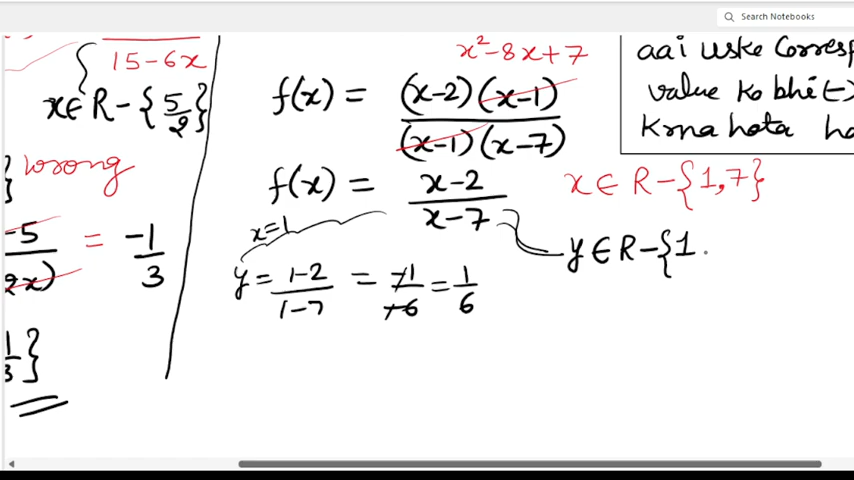 Search Notebooks
15-6x
x∈R-{5/2}
} wrong
-5/2x) = -1/3
1/3}
x²-8x+7
f(x) = (x-2)(x-1)/(x-1)(x-7)
f(x) = x-2/x-7
x∈R-{1,7}
x=1
y∈R-{1.
y = 1-2/1-7 = -1/-6 = 1/6
aai uske Corresp
value ko bhi (-)
Krna hota ha